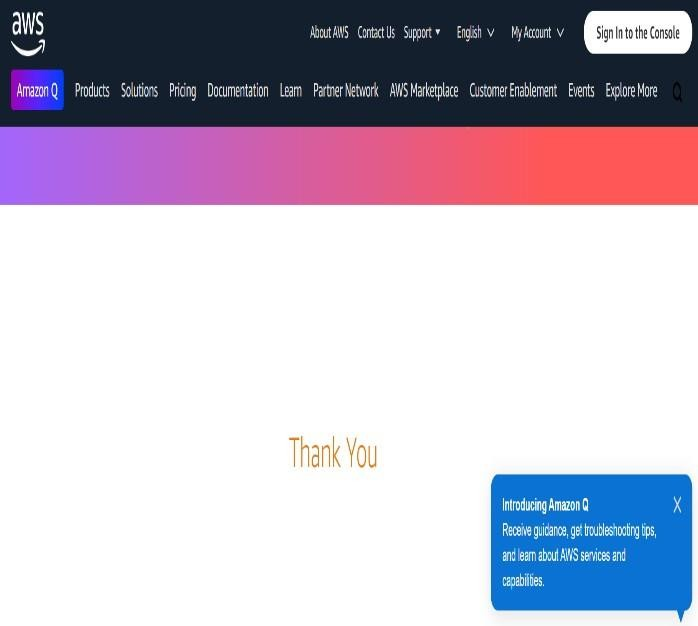 aws
About AWS Contact Us Support English My Account Sign In to the Console
Amazon Q Products Solutions Pricing Documentation Learn Partner Network AWS Marketplace Customer Enablement Events Explore More
Thank You
Introducing Amazon Q
Receive guidance, get troubleshooting tips,
and learn about AWS services and
capabilities.